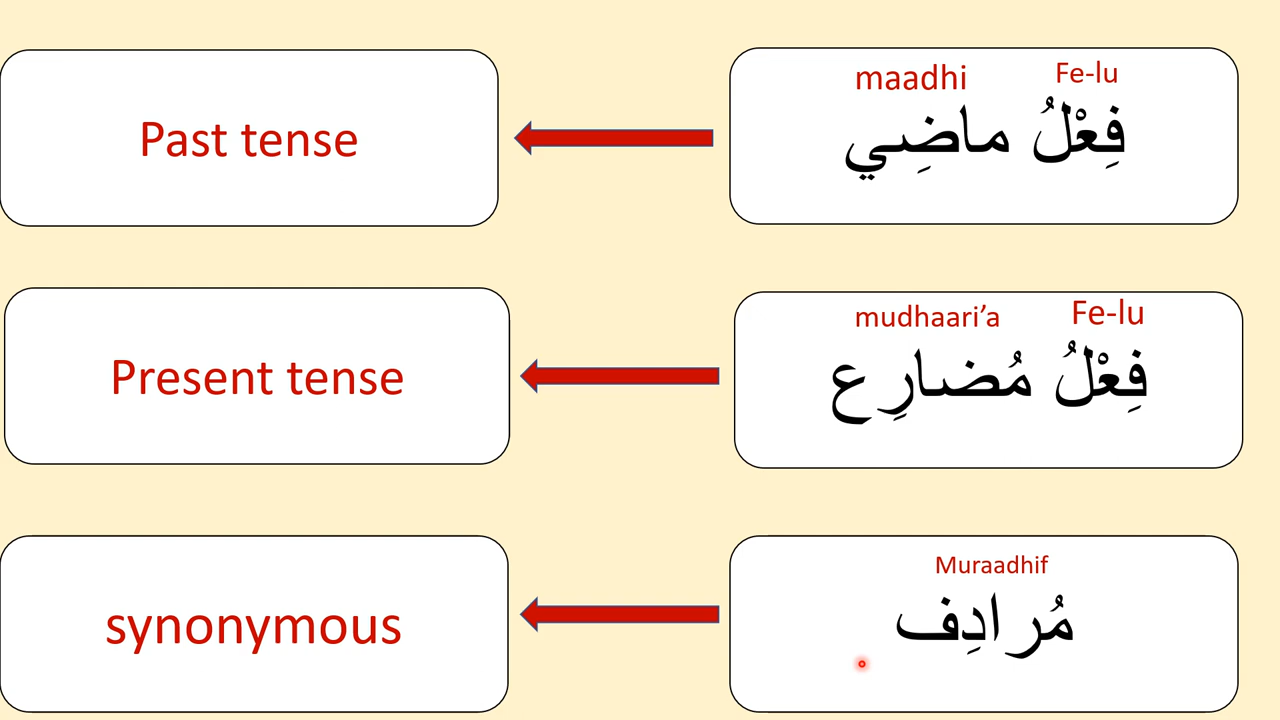 Past tense
maadhi Fe-lu
فِعْلُ ماضِي
Present tense
mudhaari’a Fe-lu
فِعْلُ مُضارِع
synonymous
Muraadhif
مُرادِف